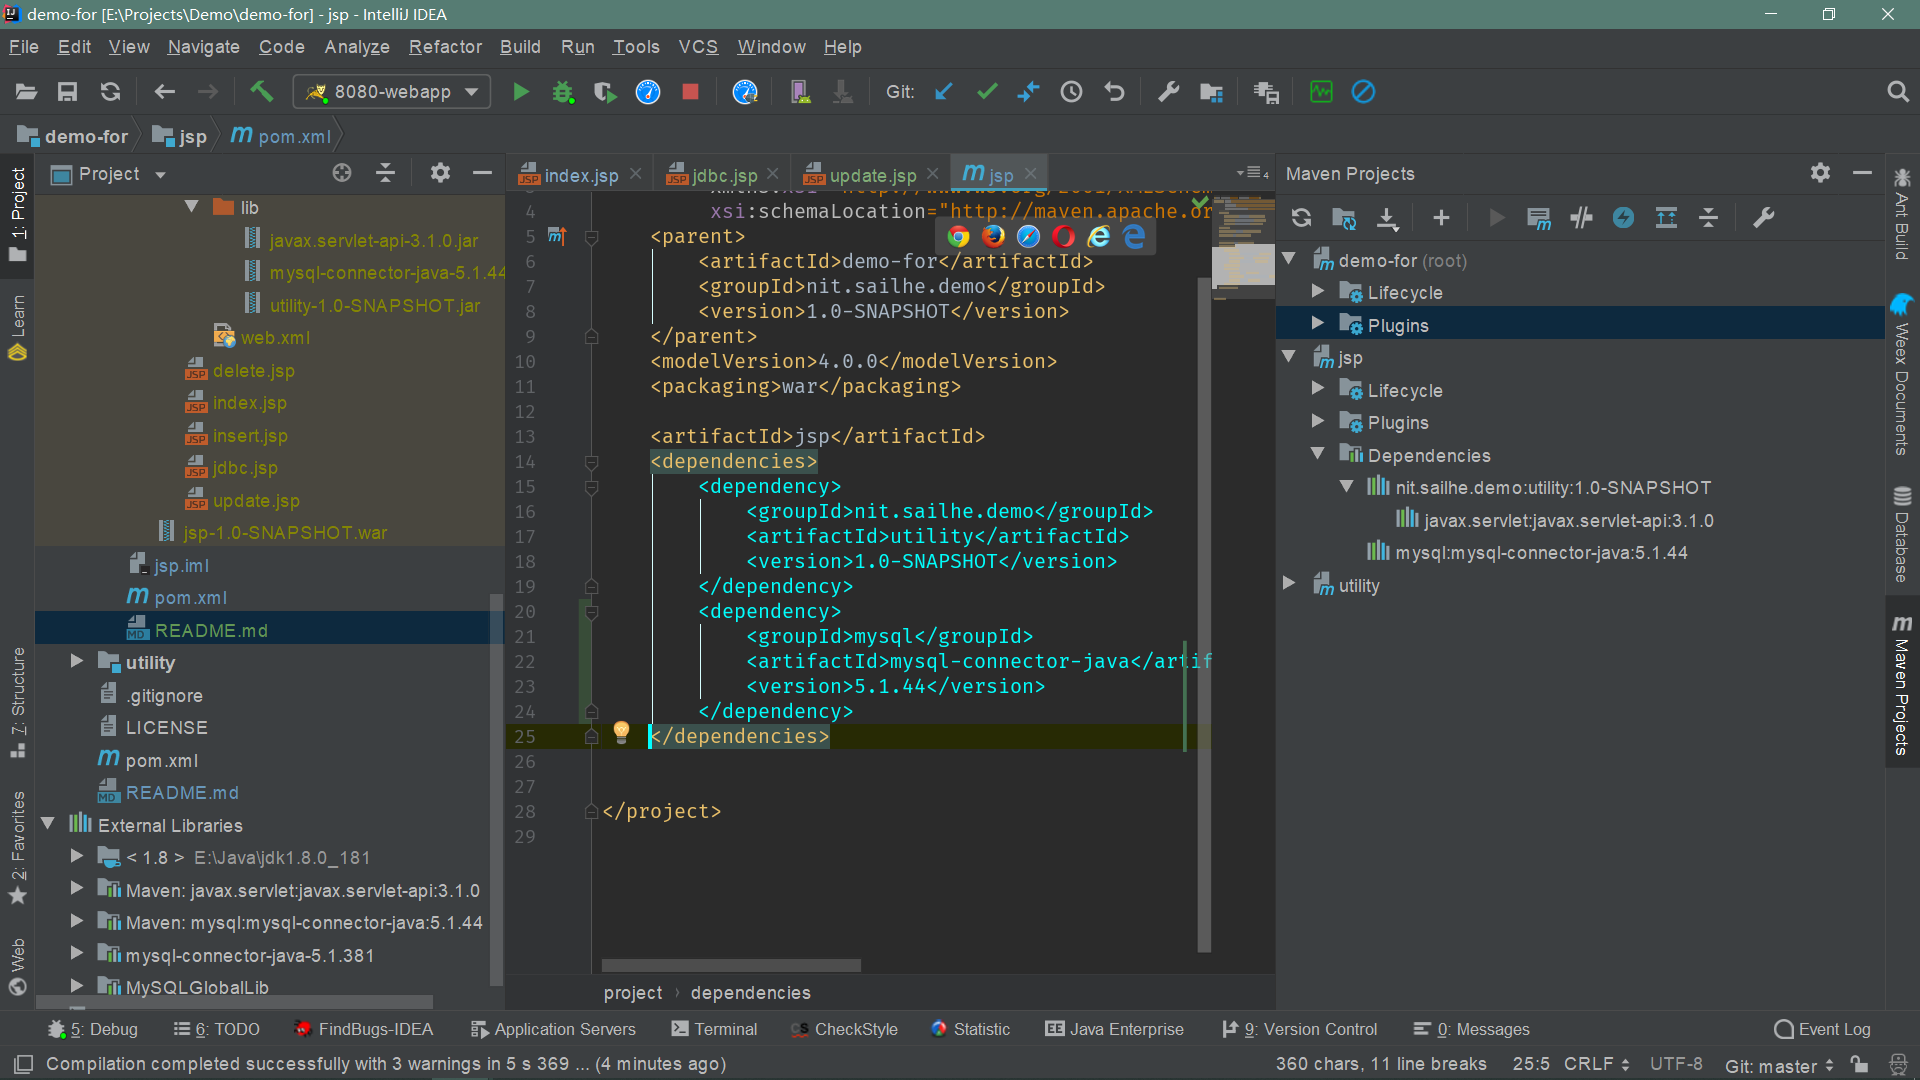 demo-for [E:\Projects\Demo\demo-for] - jsp - IntelliJ IDEA
File Edit View Navigate Code Analyze Refactor Build Run Tools VCS Window Help
8080-webapp
Git:
demo-for jsp pom.xml
1: Project
Learn
7: Structure
2: Favorites
Web
Project
lib
javax.servlet-api-3.1.0.jar
mysql-connector-java-5.1.44
utility-1.0-SNAPSHOT.jar
web.xml
delete.jsp
index.jsp
insert.jsp
jdbc.jsp
update.jsp
jsp-1.0-SNAPSHOT.war
jsp.iml
pom.xml
README.md
utility
.gitignore
LICENSE
pom.xml
README.md
External Libraries
< 1.8 > E:\Java\jdk1.8.0_181
Maven: javax.servlet:javax.servlet-api:3.1.0
Maven: mysql:mysql-connector-java:5.1.44
mysql-connector-java-5.1.381
MySQLGlobalLib
index.jsp jdbc.jsp update.jsp jsp
4 xsi:schemaLocation="http://maven.apache.or
5 <parent>
6 <artifactId>demo-for</artifactId>
7 <groupId>nit.sailhe.demo</groupId>
8 <version>1.0-SNAPSHOT</version>
9 </parent>
10 <modelVersion>4.0.0</modelVersion>
11 <packaging>war</packaging>
12
13 <artifactId>jsp</artifactId>
14 <dependencies>
15 <dependency>
16 <groupId>nit.sailhe.demo</groupId>
17 <artifactId>utility</artifactId>
18 <version>1.0-SNAPSHOT</version>
19 </dependency>
20 <dependency>
21 <groupId>mysql</groupId>
22 <artifactId>mysql-connector-java</artif
23 <version>5.1.44</version>
24 </dependency>
25 </dependencies>
26
27
28 </project>
29
project › dependencies
4
Maven Projects
demo-for (root)
Lifecycle
Plugins
jsp
Lifecycle
Plugins
Dependencies
nit.sailhe.demo:utility:1.0-SNAPSHOT
javax.servlet:javax.servlet-api:3.1.0
mysql:mysql-connector-java:5.1.44
utility
Ant Build
Weex Documents
Database
Maven Projects
5: Debug 6: TODO FindBugs-IDEA Application Servers Terminal CheckStyle Statistic Java Enterprise 9: Version Control 0: Messages Event Log
Compilation completed successfully with 3 warnings in 5 s 369 ... (4 minutes ago) 360 chars, 11 line breaks 25:5 CRLF UTF-8 Git: master